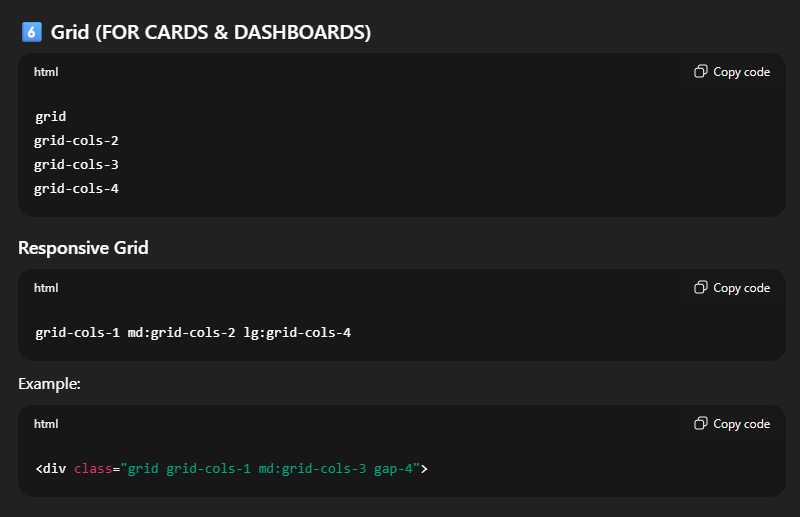 6 Grid (FOR CARDS & DASHBOARDS)
html
Copy code
grid
grid-cols-2
grid-cols-3
grid-cols-4
Responsive Grid
html
Copy code
grid-cols-1 md:grid-cols-2 lg:grid-cols-4
Example:
html
Copy code
<div class="grid grid-cols-1 md:grid-cols-3 gap-4">